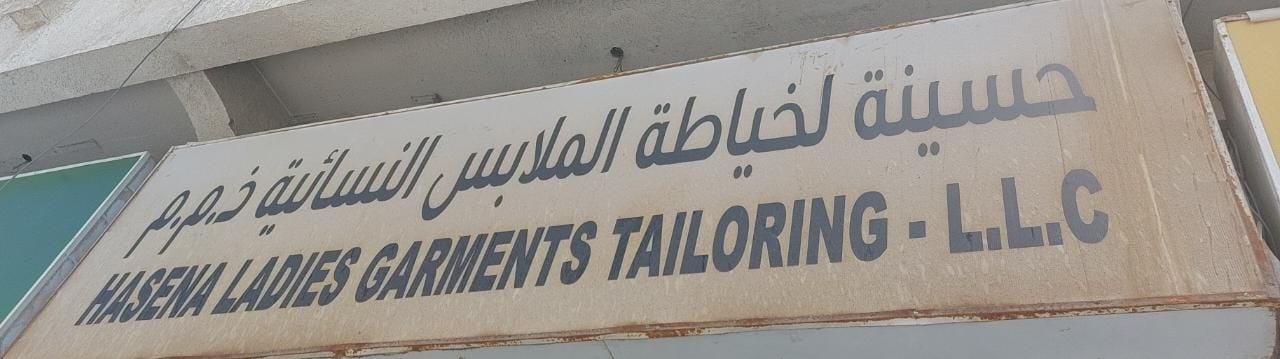 حسينة لخياطة الملابس النسائية ذ.م.م
HASENA LADIES GARMENTS TAILORING - L.L.C